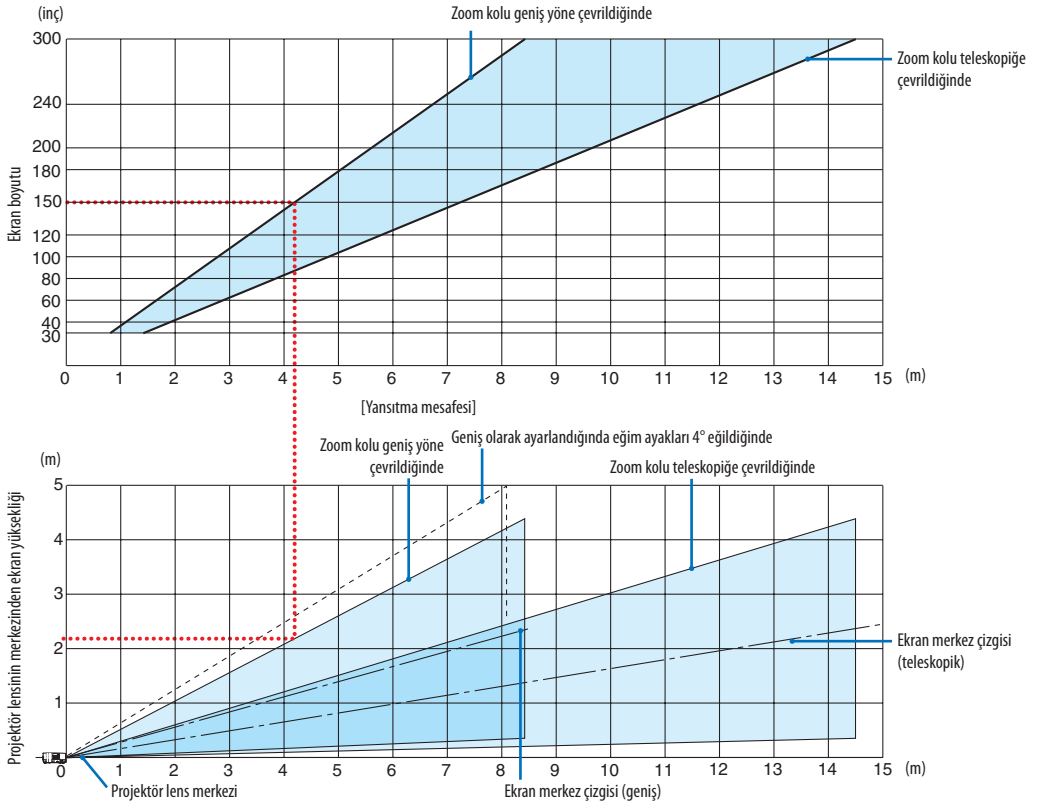 (inç)
Zoom kolu geniş yöne çevrildiğinde
300
240
200
180
150
120
100
80
60
40
30
Ekran boyutu
Zoom kolu teleskopiğe
çevrildiğinde
0 1 2 3 4 5 6 7 8 9 10 11 12 13 14 15 (m)
[Yansıtma mesafesi]
Zoom kolu geniş yöne
çevrildiğinde
Geniş olarak ayarlandığında eğim ayakları 4° eğildiğinde
Zoom kolu teleskopiğe çevrildiğinde
(m)
5
4
3
2
1
Projektör lensinin merkezinden ekran yüksekliği
Ekran merkez çizgisi
(teleskopik)
0 1 2 3 4 5 6 7 8 9 10 11 12 13 14 15 (m)
Projektör lens merkezi
Ekran merkez çizgisi (geniş)